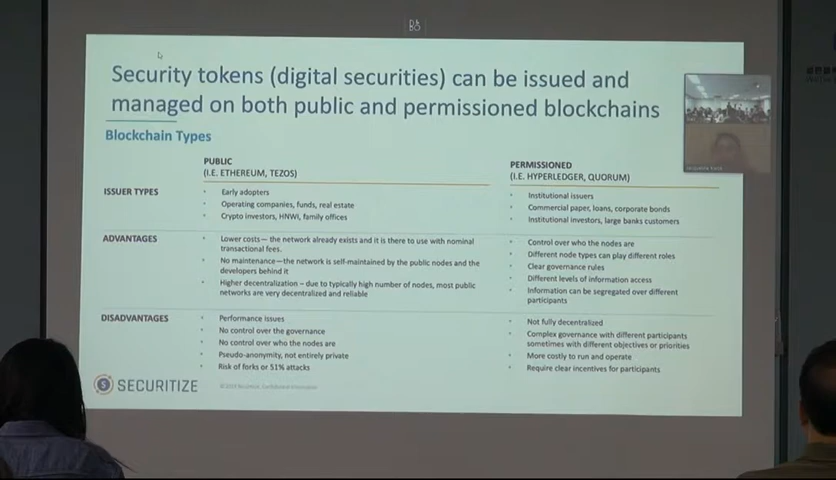 Security tokens (digital securities) can be issued and
managed on both public and permissioned blockchains
Blockchain Types
PUBLIC
(I.E. ETHEREUM, TEZOS)
PERMISSIONED
(I.E. HYPERLEDGER, QUORUM)
ISSUER TYPES
• Early adopters
• Operating companies, funds, real estate
• Crypto investors, HNWI, family offices
• Institutional issuers
• Commercial paper, loans, corporate bonds
• Institutional investors, large banks customers
ADVANTAGES
• Lower costs – the network already exists and it is there to use with nominal
transactional fees.
• No maintenance – the network is self-maintained by the public nodes and the
developers behind it
• Higher decentralization – due to typically high number of nodes, most public
networks are very decentralized and reliable
• Control over who the nodes are
• Different node types can play different roles
• Clear governance rules
• Different levels of information access
• Information can be segregated over different
participants
DISADVANTAGES
• Performance issues
• No control over the governance
• No control over who the nodes are
• Pseudo-anonymity, not entirely private
• Risk of forks or 51% attacks
• Not fully decentralized
• Complex governance with different participants
sometimes with different objectives or priorities
• More costly to run and operate
• Require clear incentives for participants
S SECURITIZE